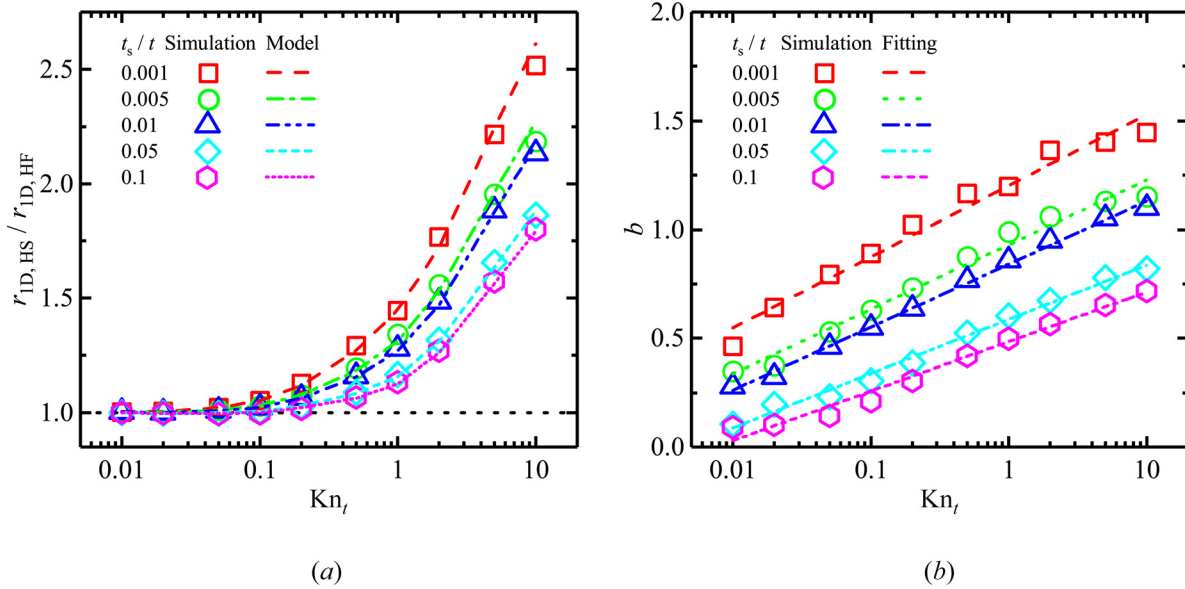 t_s / t Simulation Model
0.001
0.005
0.01
0.05
0.1
2.5
2.0
1.5
1.0
r_1D, HS / r_1D, HF
0.01 0.1 1 10
Kn_t
(a)
t_s / t Simulation Fitting
0.001
0.005
0.01
0.05
0.1
2.0
1.5
1.0
0.5
0.0
b
0.01 0.1 1 10
Kn_t
(b)